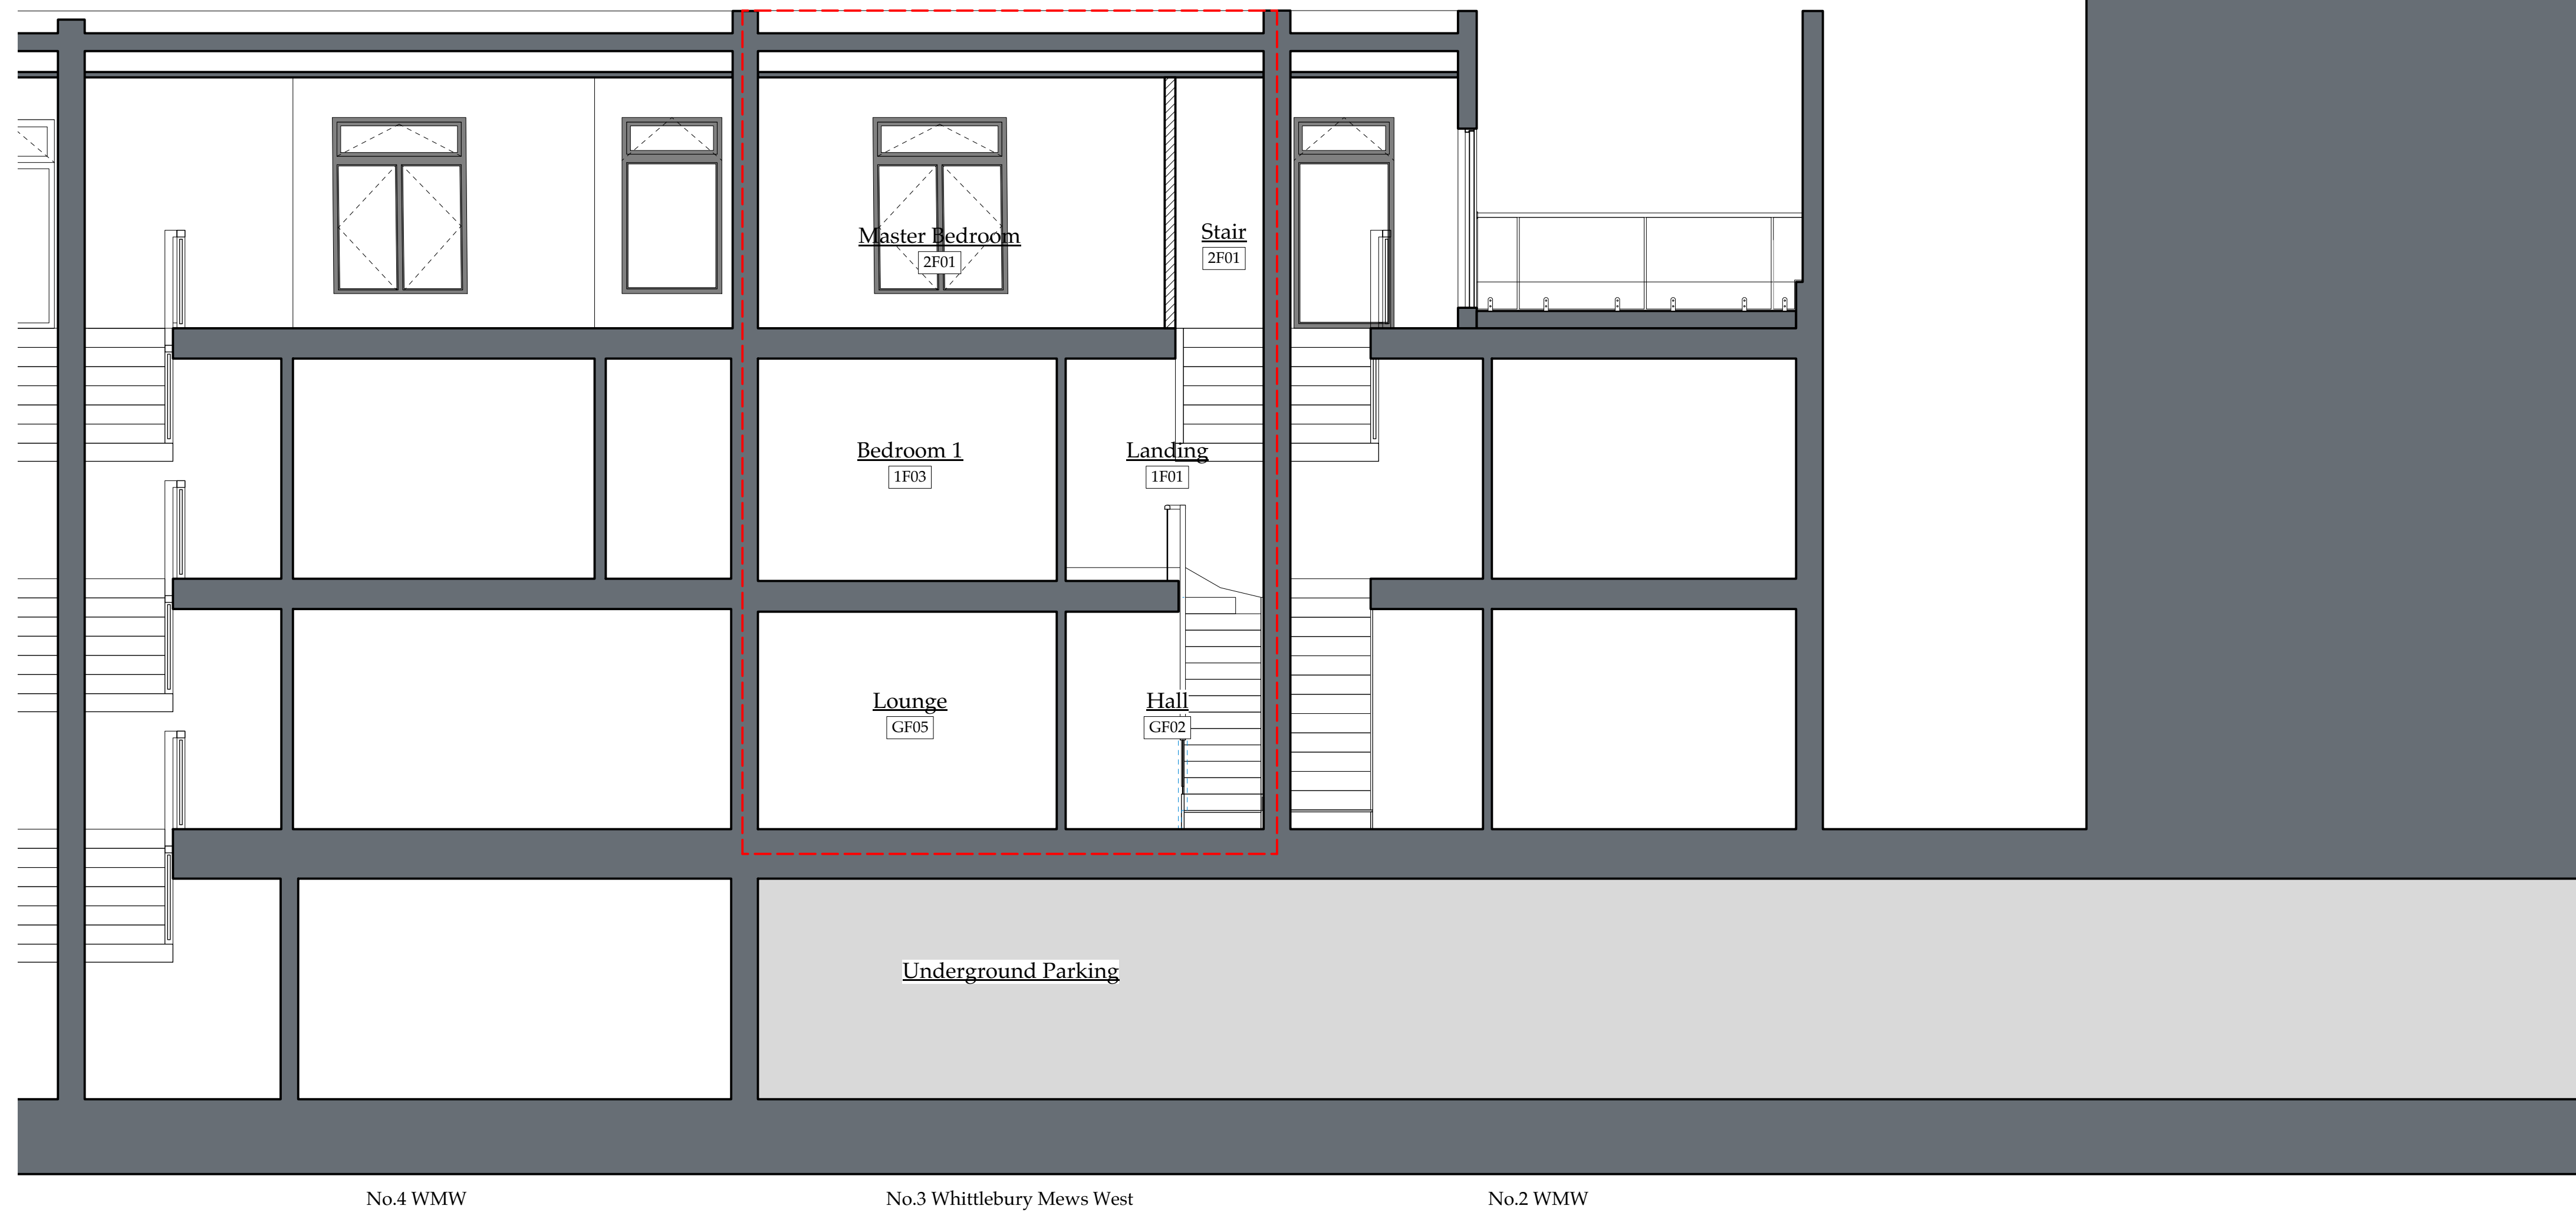 Master Bedroom
2F01
Stair
2F01
Bedroom 1
1F03
Landing
1F01
Lounge
GF05
Hall
GF02
Underground Parking
No.4 WMW
No.3 Whittlebury Mews West
No.2 WMW